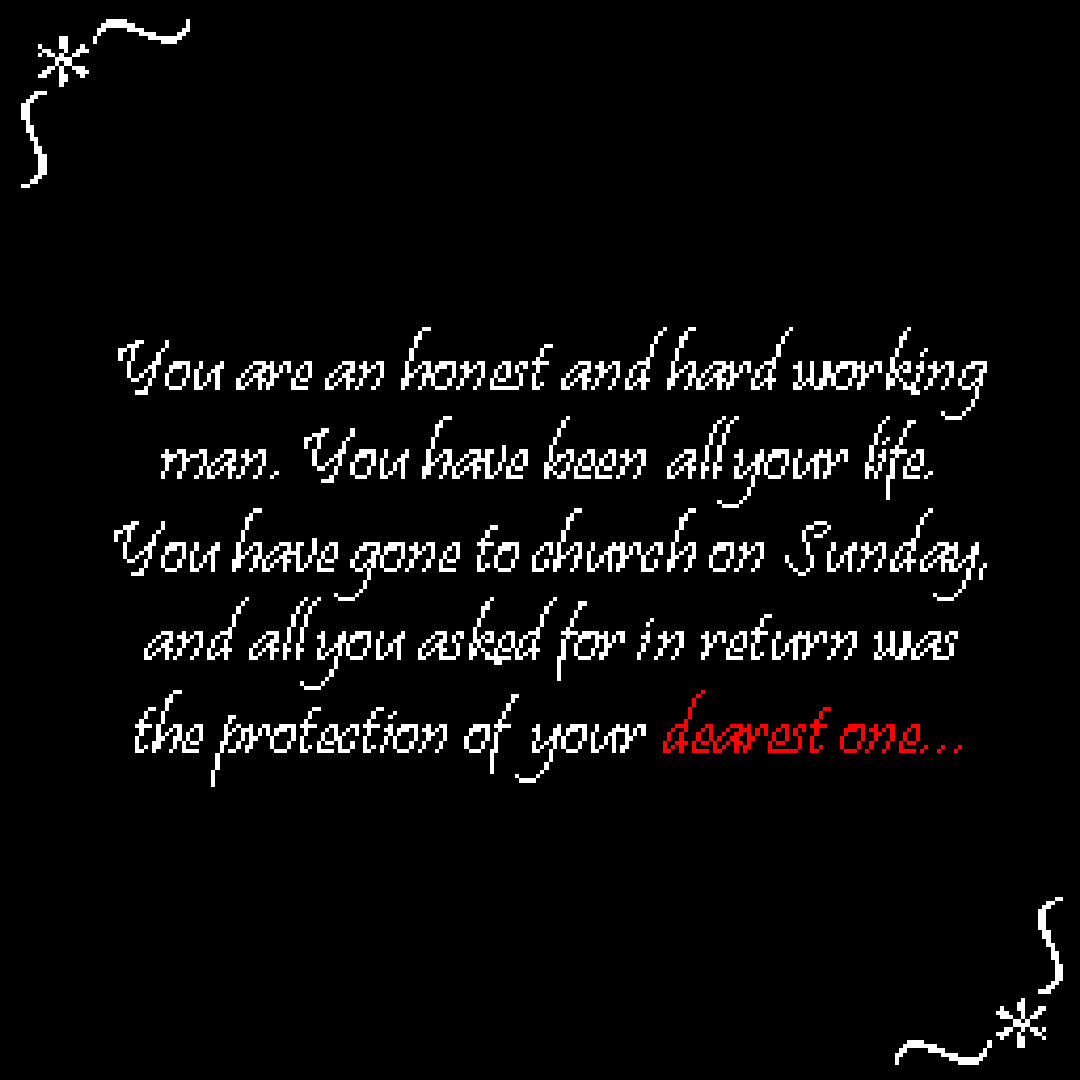 You are an honest and hard working
man. You have been all your life.
You have gone to church on Sunday,
and all you asked for in return was
the protection of your dearest one...